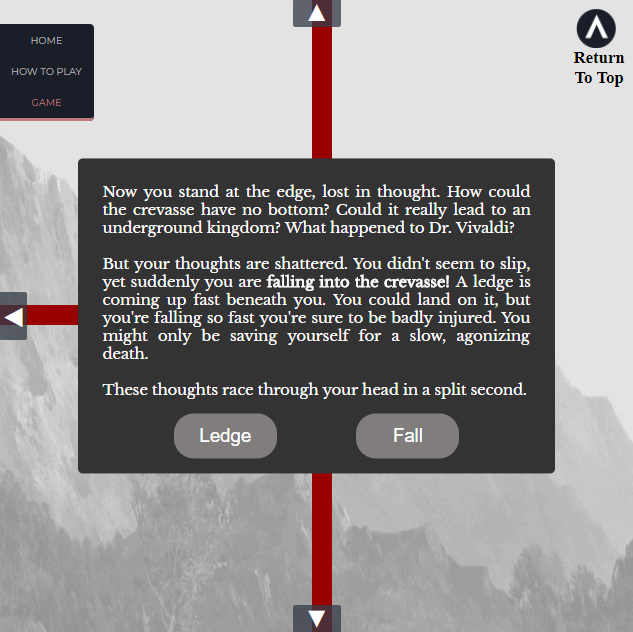 HOME
HOW TO PLAY
GAME
Return
To Top
Now you stand at the edge, lost in thought. How could
the crevasse have no bottom? Could it really lead to an
underground kingdom? What happened to Dr. Vivaldi?
But your thoughts are shattered. You didn't seem to slip,
yet suddenly you are falling into the crevasse! A ledge is
coming up fast beneath you. You could land on it, but
you're falling so fast you're sure to be badly injured. You
might only be saving yourself for a slow, agonizing
death.
These thoughts race through your head in a split second.
Ledge
Fall